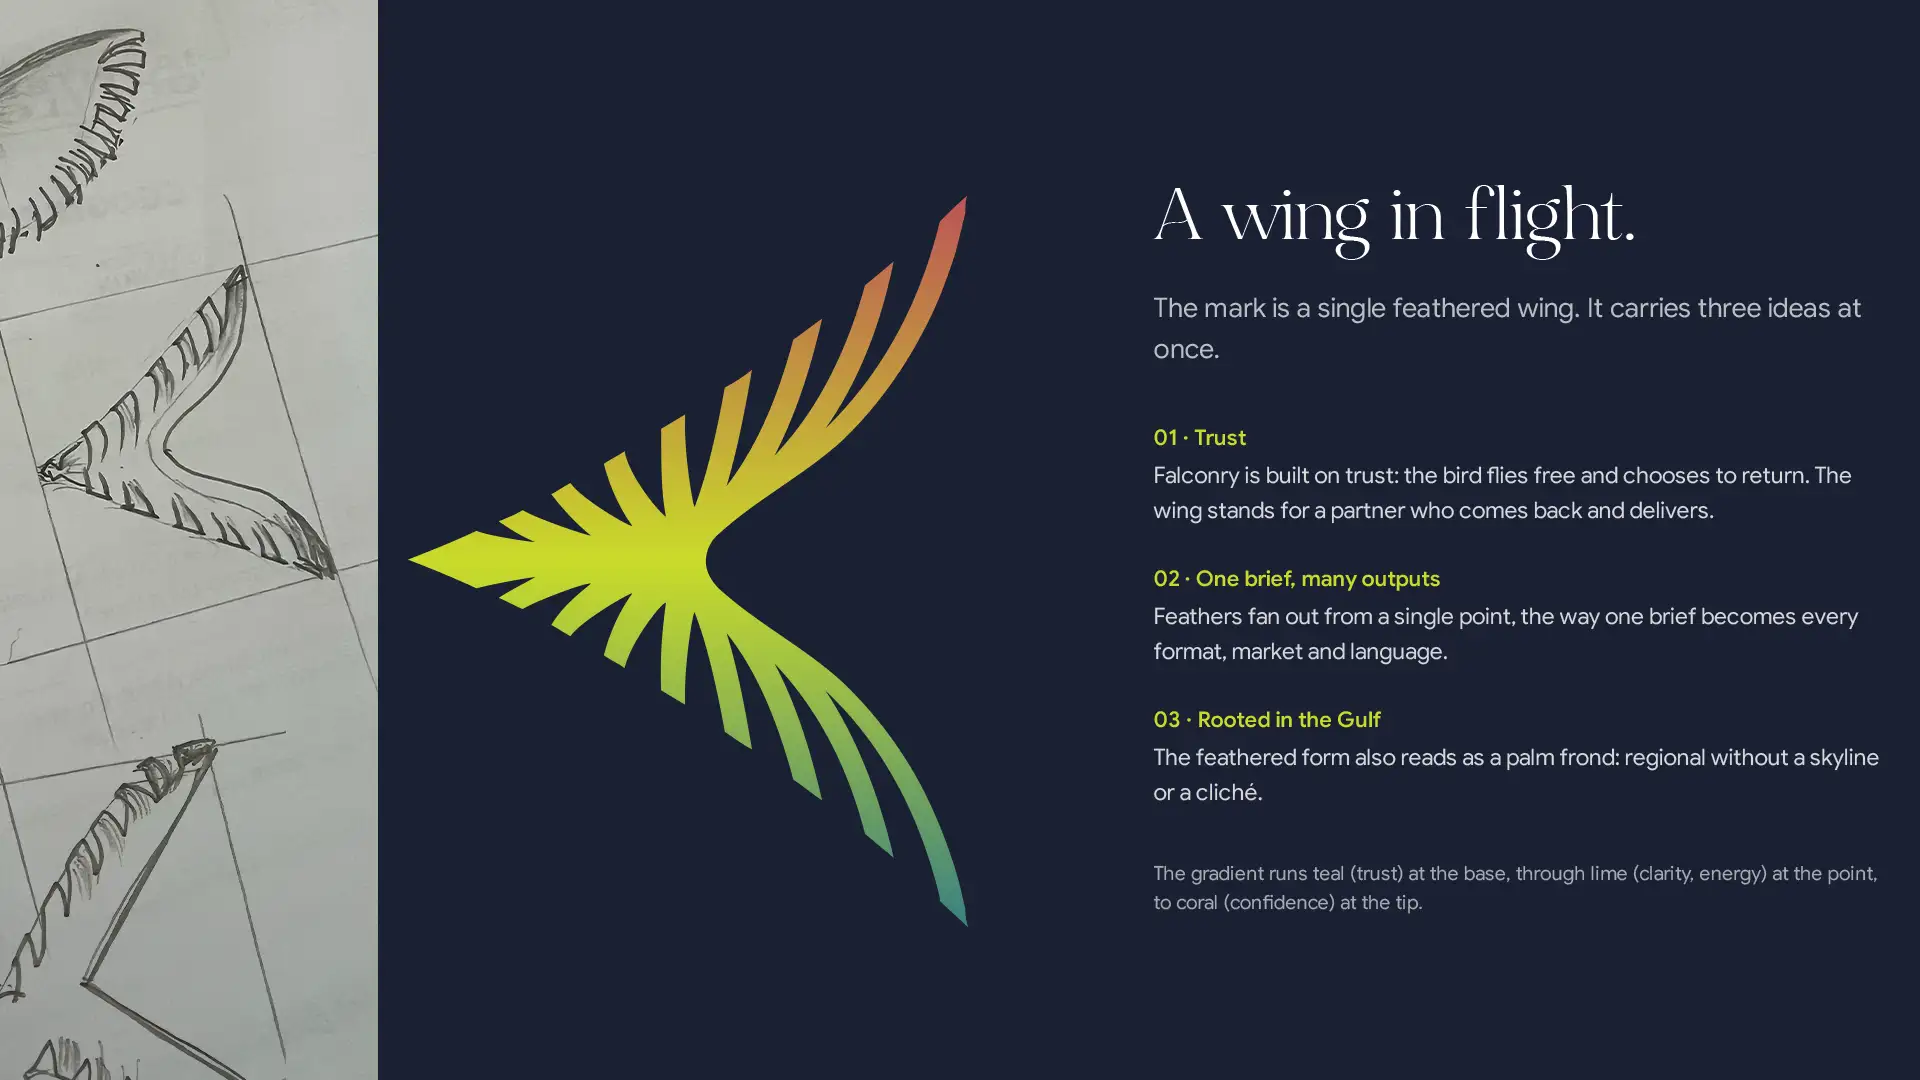 A wing in flight.
The mark is a single feathered wing. It carries three ideas at
once.
01 · Trust
Falconry is built on trust: the bird flies free and chooses to return. The
wing stands for a partner who comes back and delivers.
02 · One brief, many outputs
Feathers fan out from a single point, the way one brief becomes every
format, market and language.
03 · Rooted in the Gulf
The feathered form also reads as a palm frond: regional without a skyline
or a cliché.
The gradient runs teal (trust) at the base, through lime (clarity, energy) at the point,
to coral (confidence) at the tip.